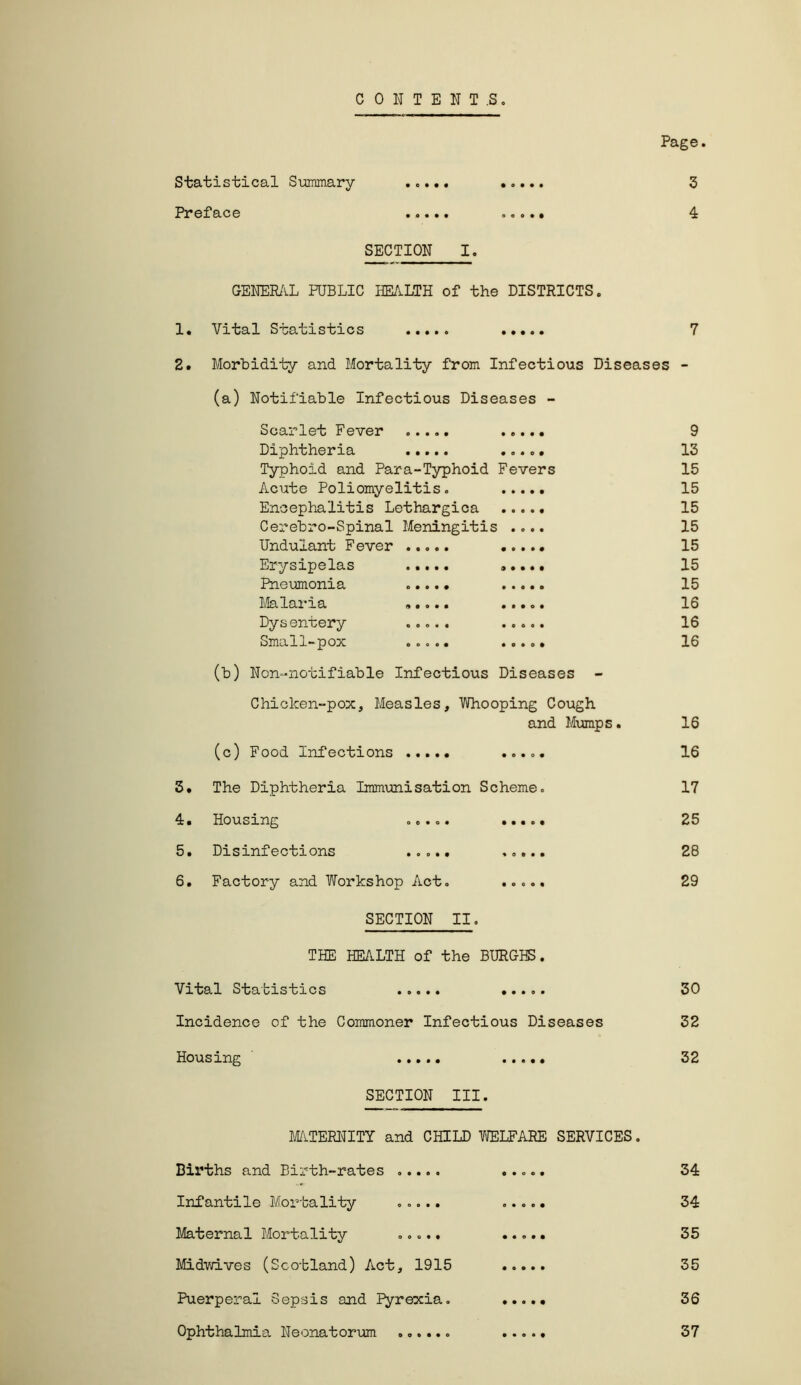 CONTENTS.
Page.
Statistical Summary ..... ..... 3
Preface ..... ..... 4
SECTION I.
GENERAL PUBLIC HEALTH of the DISTRICTS.
1. Vital Statistics ..... ..... 7
2. Morbidity and Mortality from Infectious Diseases -
(a) Notifiable Infectious Diseases -
Scarlet Fever ..... ..... 9
Diphtheria ..... ..... 13
Typhoid and Para-Typhoid Fevers 15
Acute Poliomyelitis. ..... 15
Encephalitis Lethargica ..... 15
Cerebro-Spinal Meningitis .... 15
Undulant Fever ..... ..... 15
Erysipelas ..... ..... 15
Pneumonia ..... ..... 15
Malaria ..... ..... 16
Dysentery ..... ..... 16
Small-pox ..... ..... 16
(b) Non-notifiable Infectious Diseases -
Chicken-pox, Measles, Whooping Cough
and Mumps. 16
(c) Food Infections ..... ..... 16
3. The Diphtheria Immunisation Scheme. 17
4. Housing ..... ..... 25
5. Disinfections ..... ..... 28
6. Factory and Workshop Act. ..... 29
SECTION II.
THE HEALTH of the BURGHS.
Vital Statistics ..... ..... 30
Incidence of the Commoner Infectious Diseases 32
Housing ..... ..... 32
SECTION III.
MATERNITY and CHILD WELFARE SERVICES.
Births and Birth-rates ..... ..... 34
Infantile Mortality ..... ..... 34
Maternal Mortality ..... ..... 35
Midwives (Scotland) Act, 1915 ..... 35
Puerperal Sepsis and Pyrexia. ..... 36
Ophthalmia Neonatorum ...... ..... 37